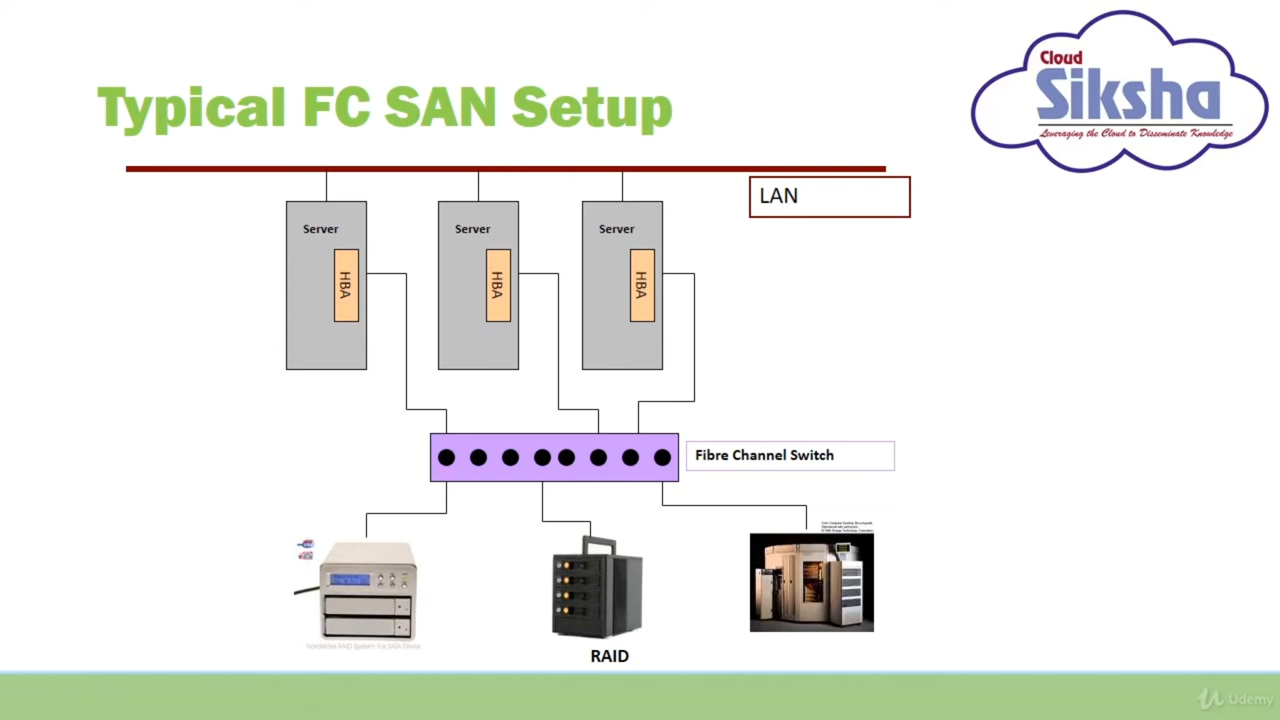 Cloud
Siksha
Leveraging the Cloud to Disseminate Knowledge
Typical FC SAN Setup
LAN
Server
Server
Server
HBA
HBA
HBA
Fibre Channel Switch
RAID
Udemy